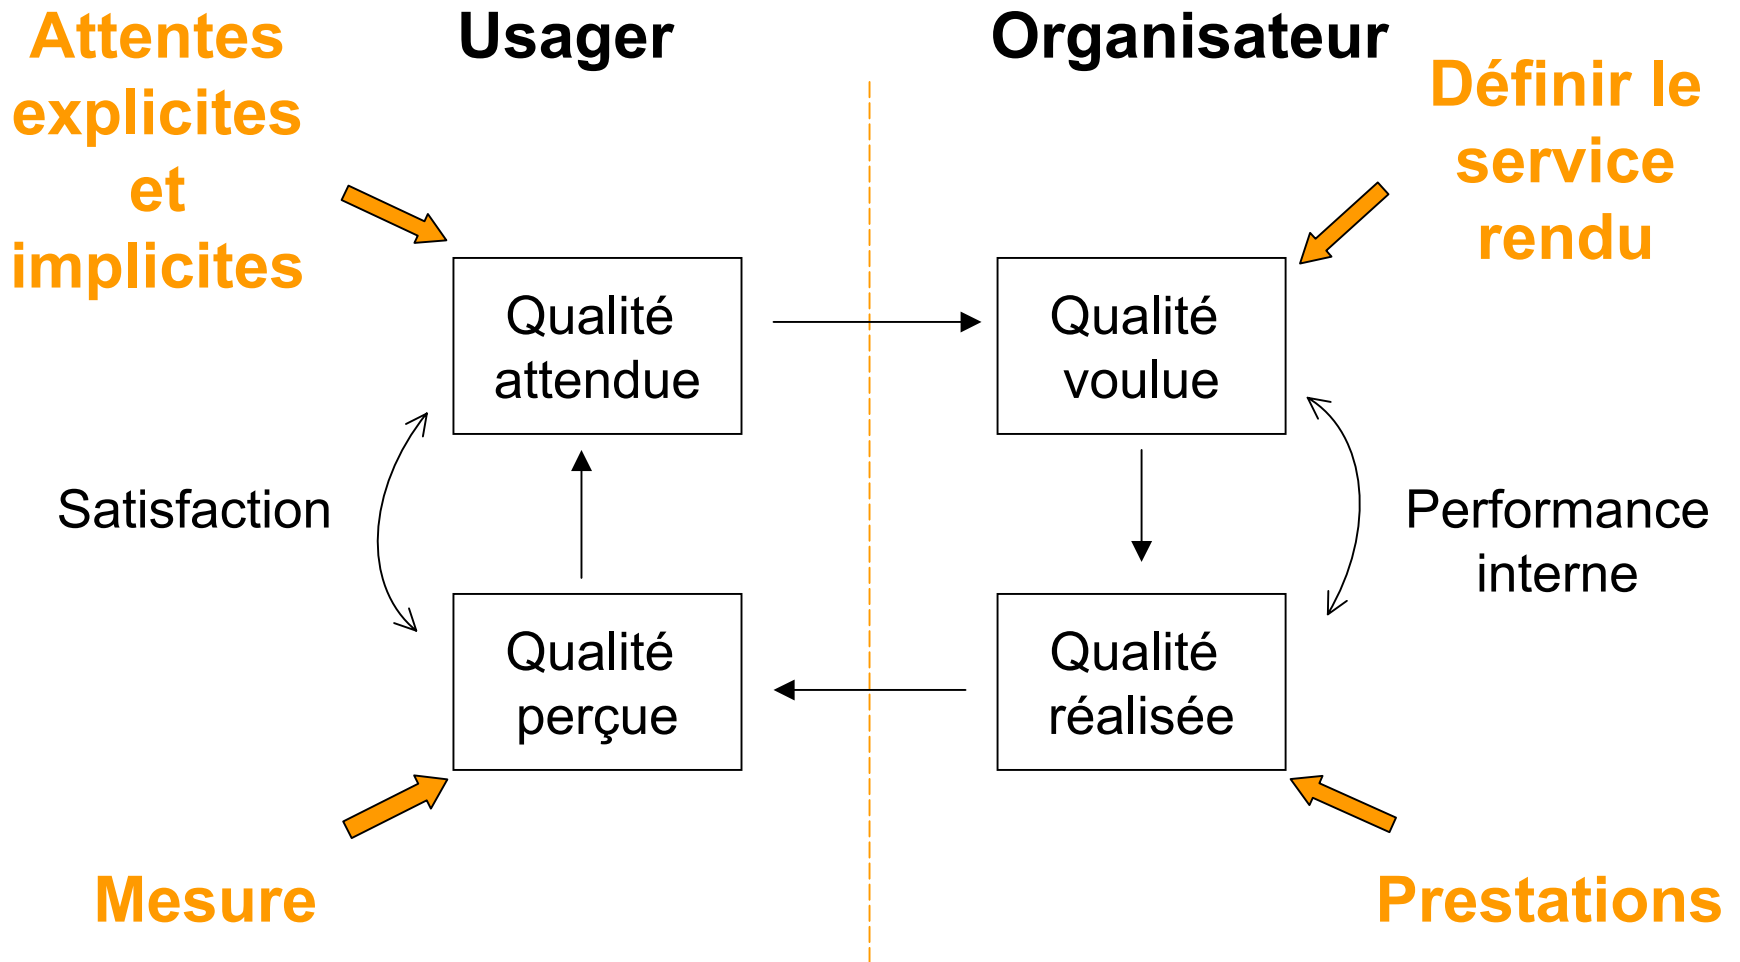 Usager
Organisateur
Attentes
explicites
et
implicites
Définir le
service
rendu
Qualité
attendue
Qualité
voulue
Satisfaction
Performance
interne
Qualité
perçue
Qualité
réalisée
Mesure
Prestations